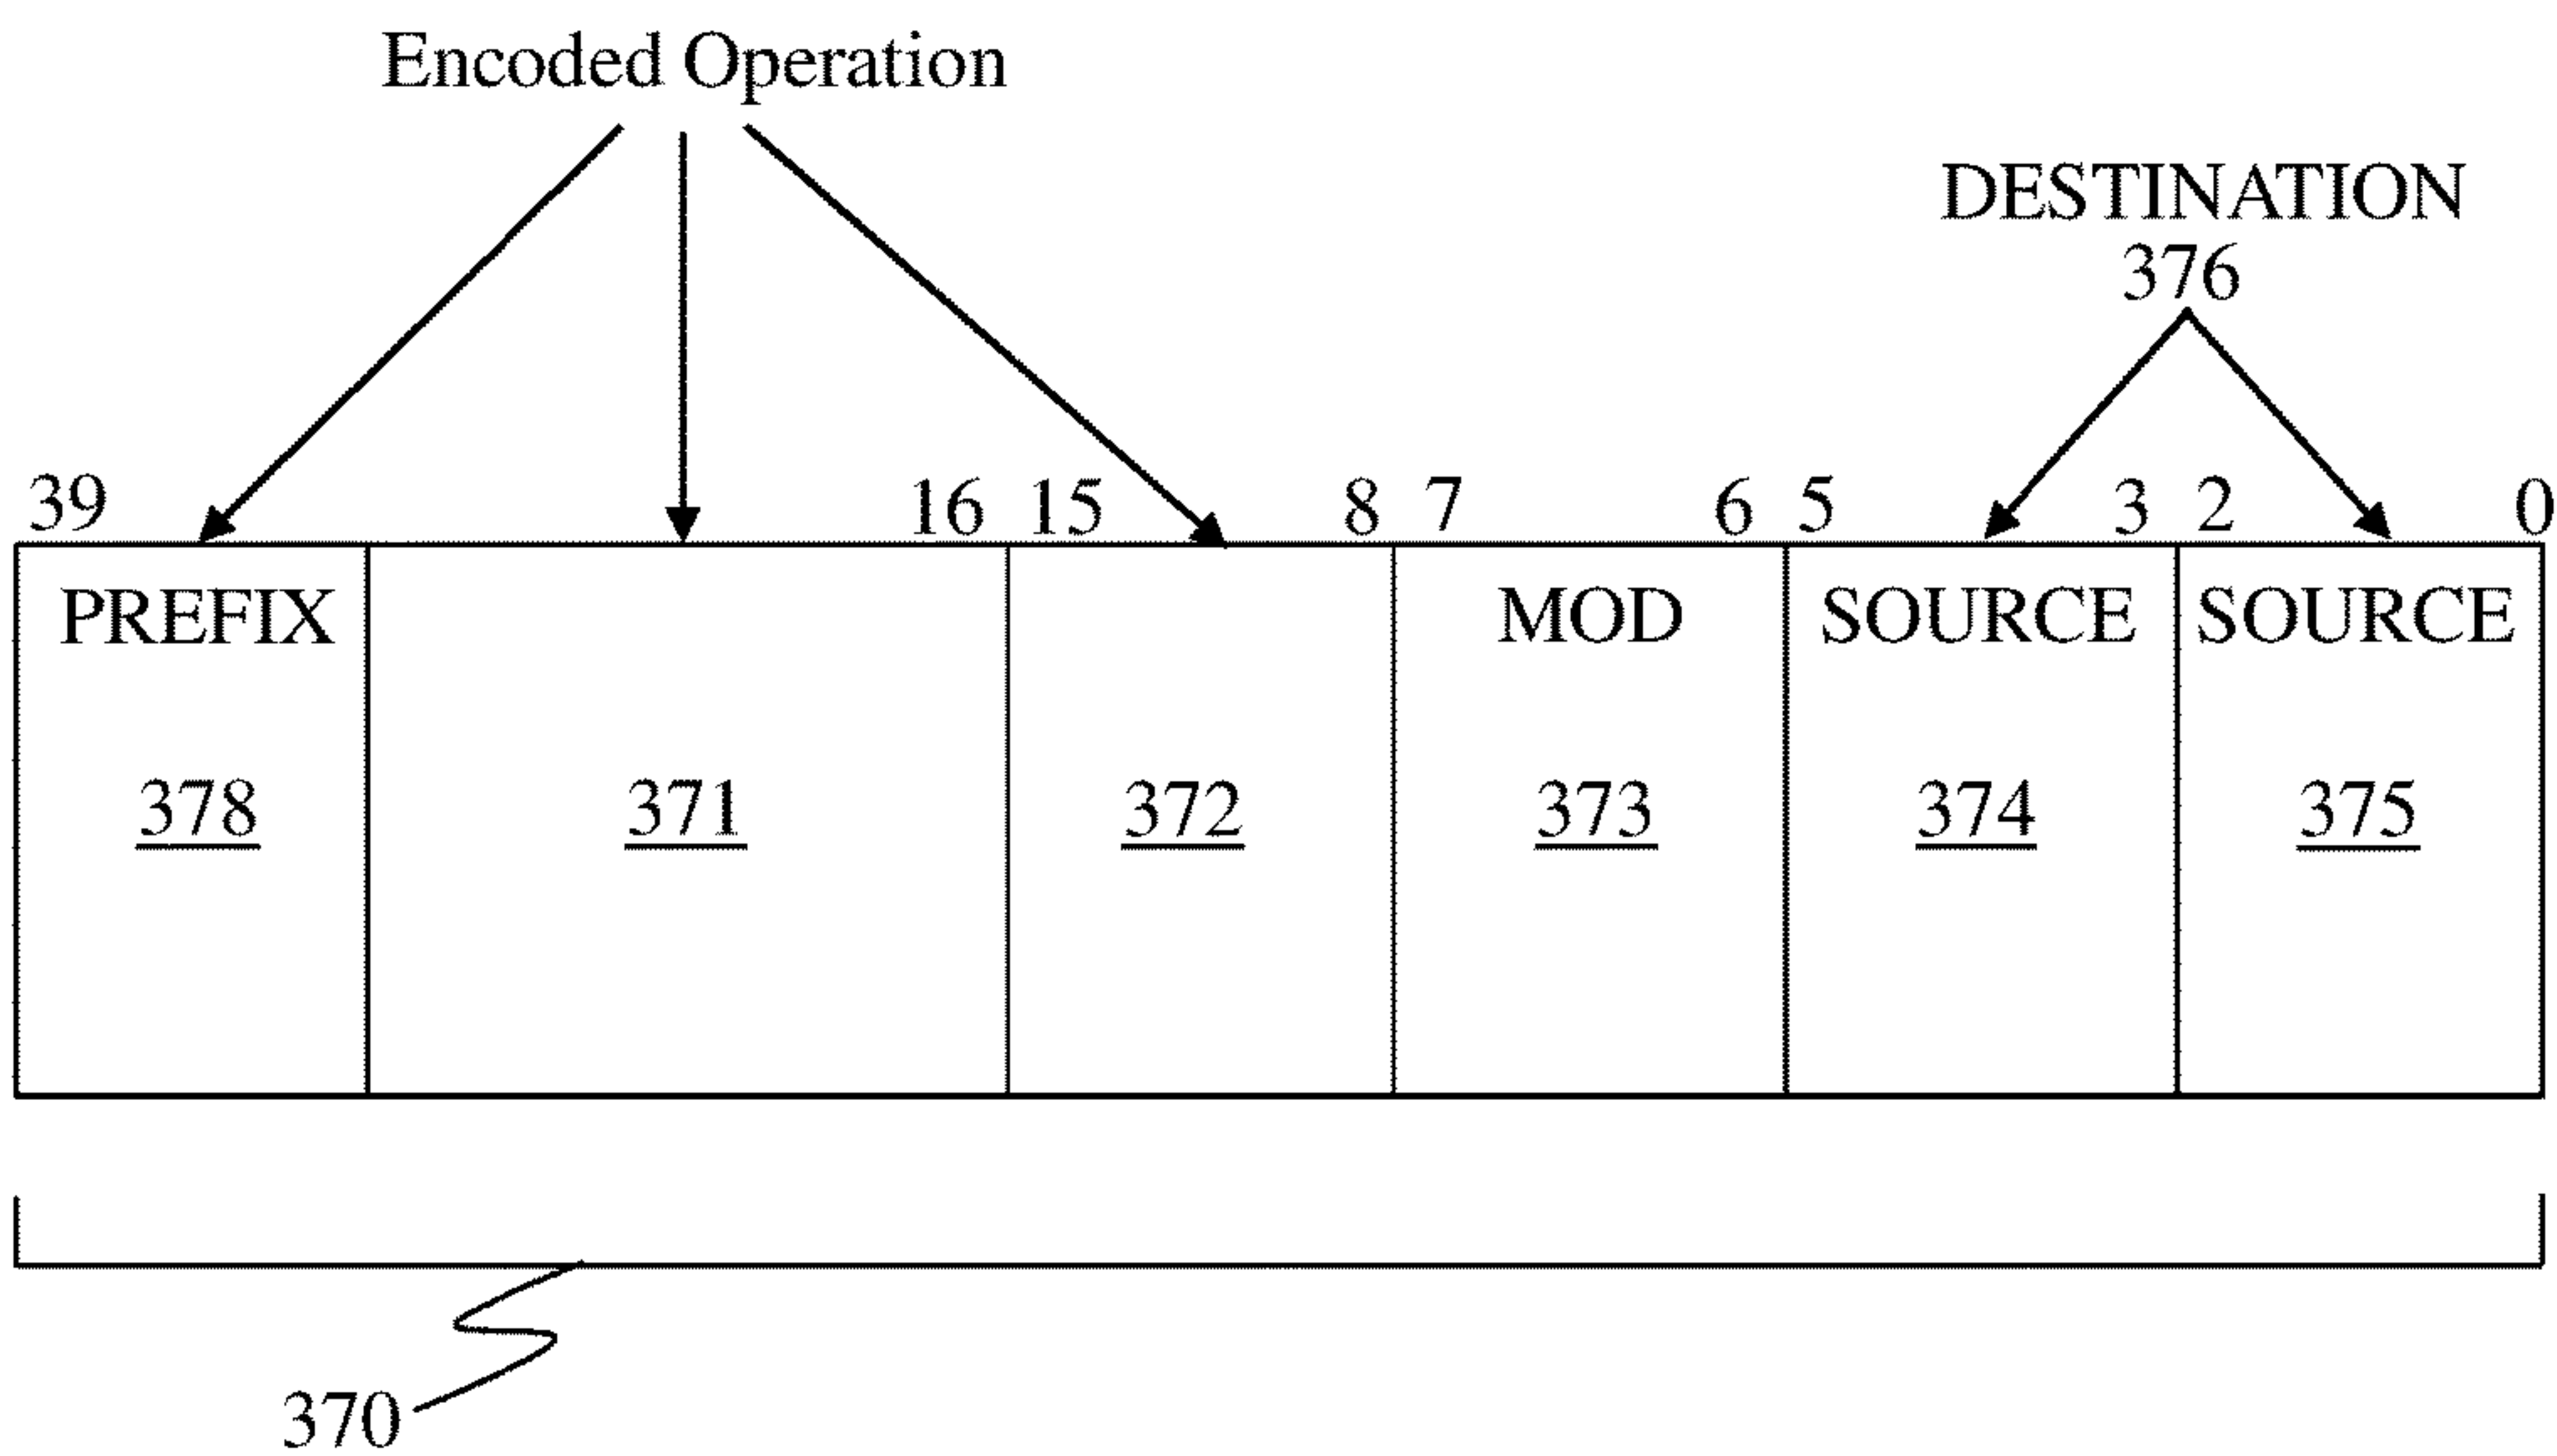 Encoded Operation
DESTINATION
376
39 16 15 8 7 6 5 3 2 0
PREFIX MOD SOURCE SOURCE
378 371 372 373 374 375
370